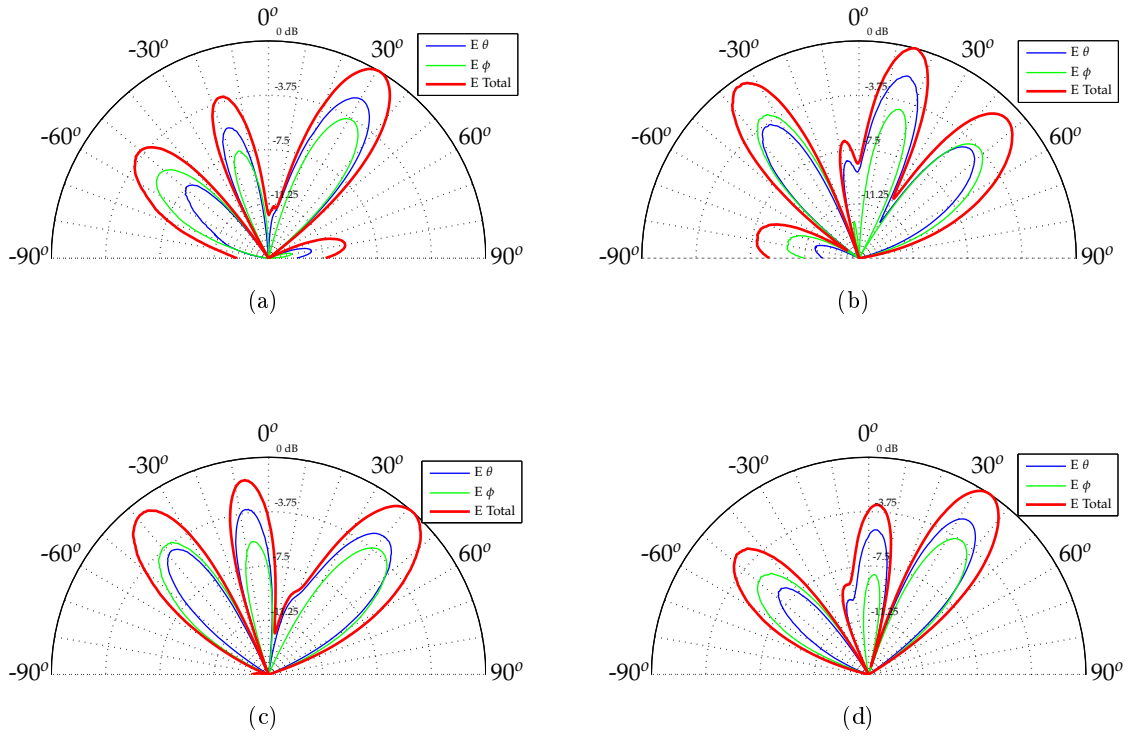 0° 0 dB
-30° 30°
-60° 60°
-90° 90°
-3.75
-7.5
-11.25
E θ
E ϕ
E Total
(a)
0° 0 dB
-30° 30°
-60° 60°
-90° 90°
-3.75
-7.5
-11.25
E θ
E ϕ
E Total
(b)
0° 0 dB
-30° 30°
-60° 60°
-90° 90°
-3.75
-7.5
-11.25
E θ
E ϕ
E Total
(c)
0° 0 dB
-30° 30°
-60° 60°
-90° 90°
-3.75
-7.5
-11.25
E θ
E ϕ
E Total
(d)